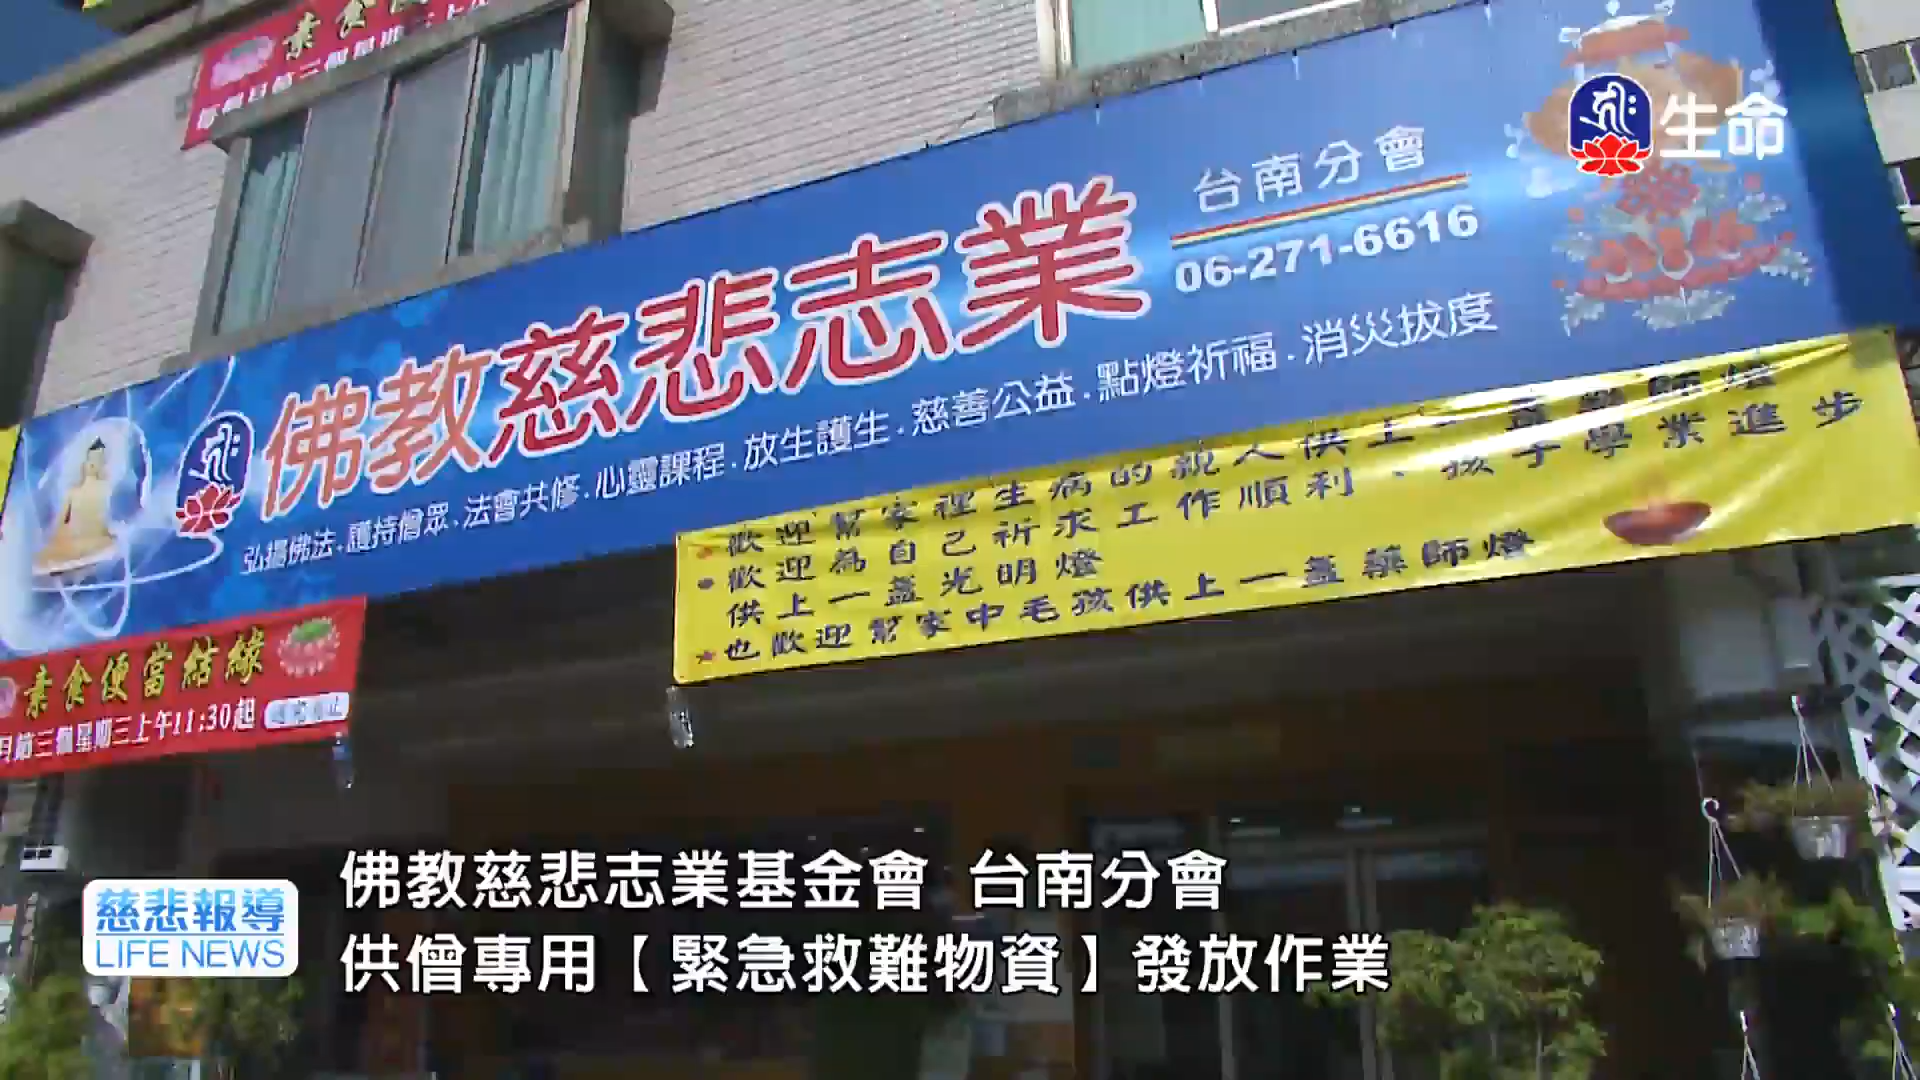 素食
每個月第三個星
生命
台南分會
06-271-6616
佛教慈悲志業
弘揚佛法.護持僧眾.法會共修.心靈課程.放生護生.慈善公益.點燈祈福.消災拔度
歡迎幫家裡生病的親人供上一盞藥師燈
歡迎為自己祈求工作順利、孩子學業進步
供上一盞光明燈
也歡迎幫家中毛孩供上一盞藥師燈
素食便當結緣
月第三個星期三上午11:30起
慈悲報導
LIFE NEWS
佛教慈悲志業基金會 台南分會
供僧專用【緊急救難物資】發放作業